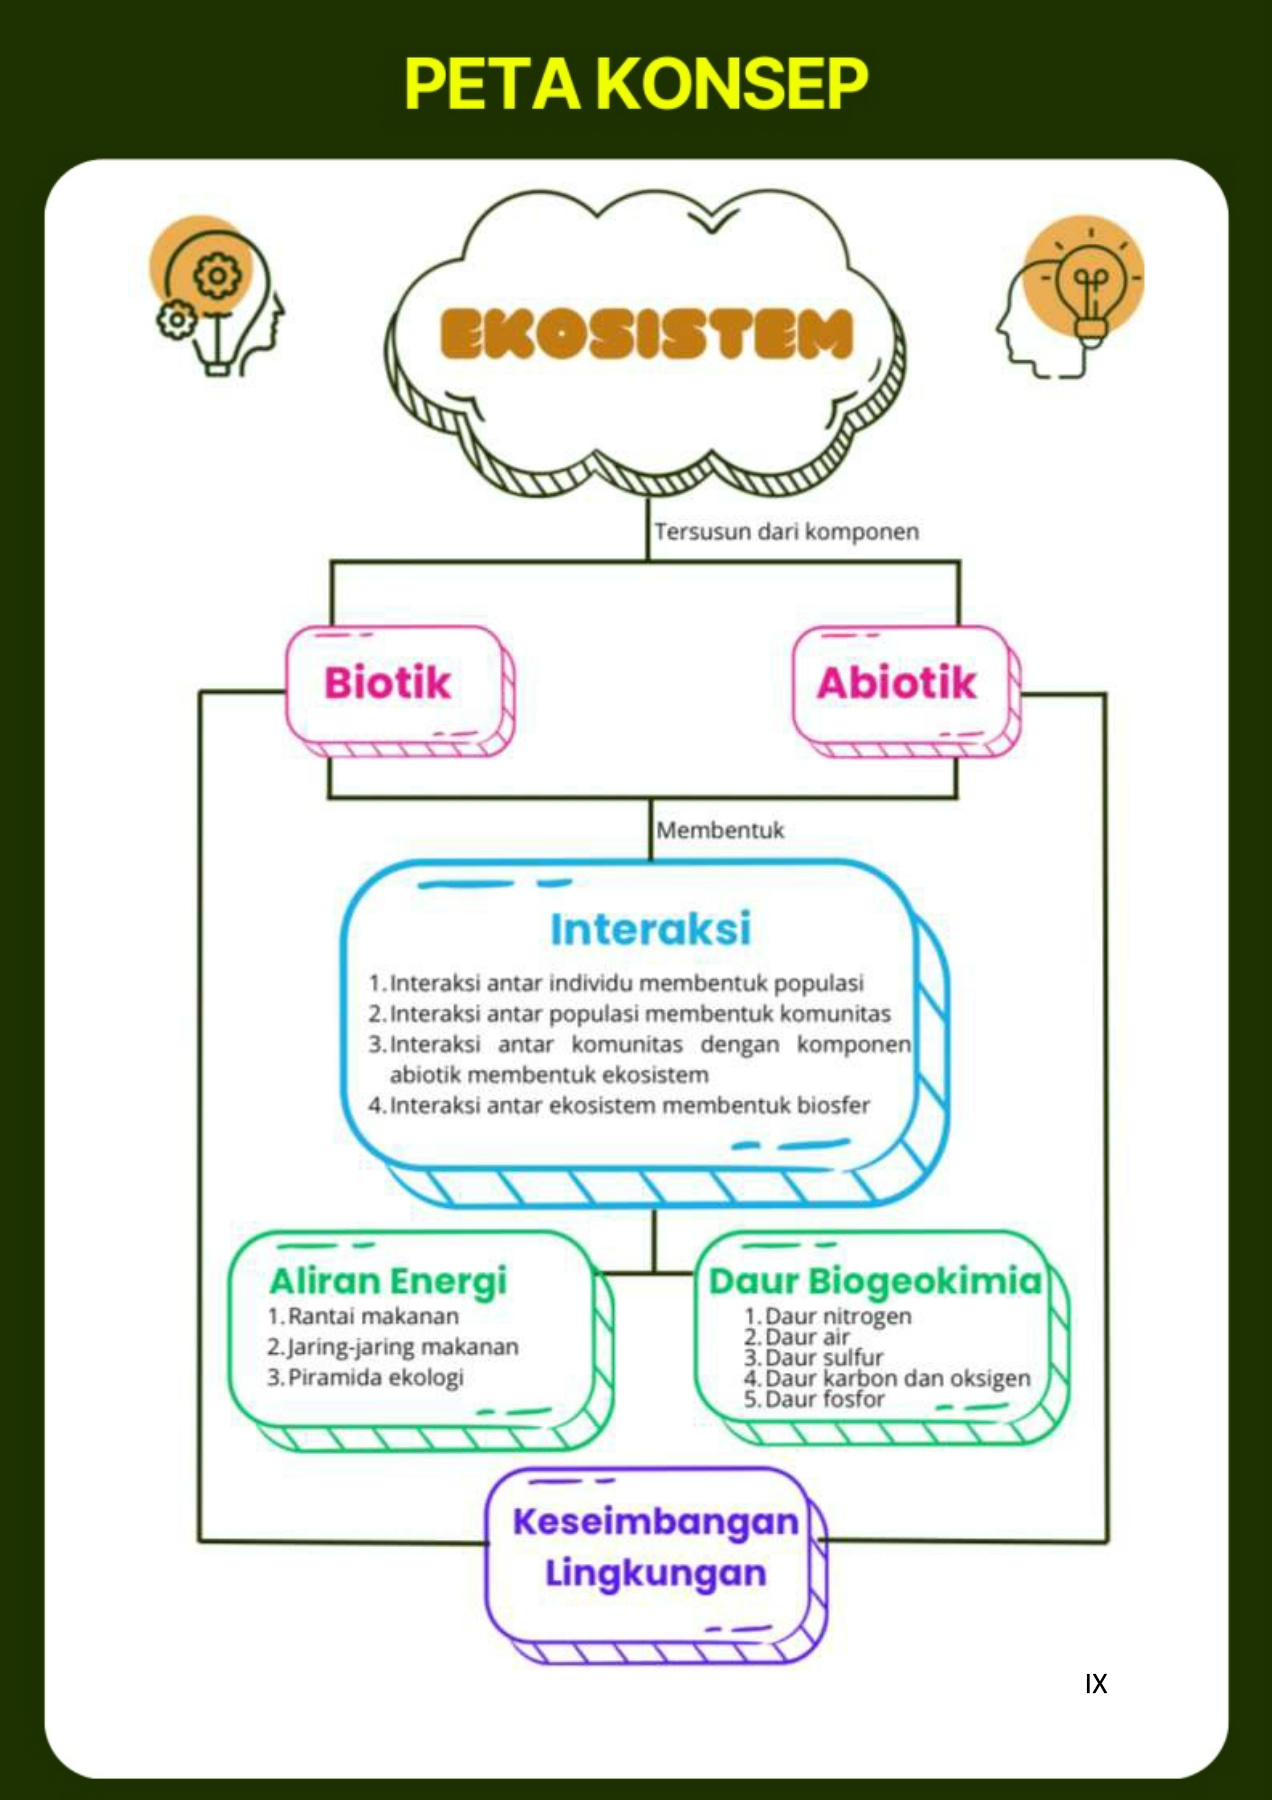 PETA KONSEP
EKOSISTEM
Tersusun dari komponen
Biotik
Abiotik
Membentuk
Interaksi
1. Interaksi antar individu membentuk populasi
2. Interaksi antar populasi membentuk komunitas
3. Interaksi antar komunitas dengan komponen
abiotik membentuk ekosistem
4. Interaksi antar ekosistem membentuk biosfer
Aliran Energi
1. Rantai makanan
2. Jaring-jaring makanan
3. Piramida ekologi
Daur Biogeokimia
1. Daur nitrogen
2. Daur air
3. Daur sulfur
4. Daur karbon dan oksigen
5. Daur fosfor
Keseimbangan
Lingkungan
IX